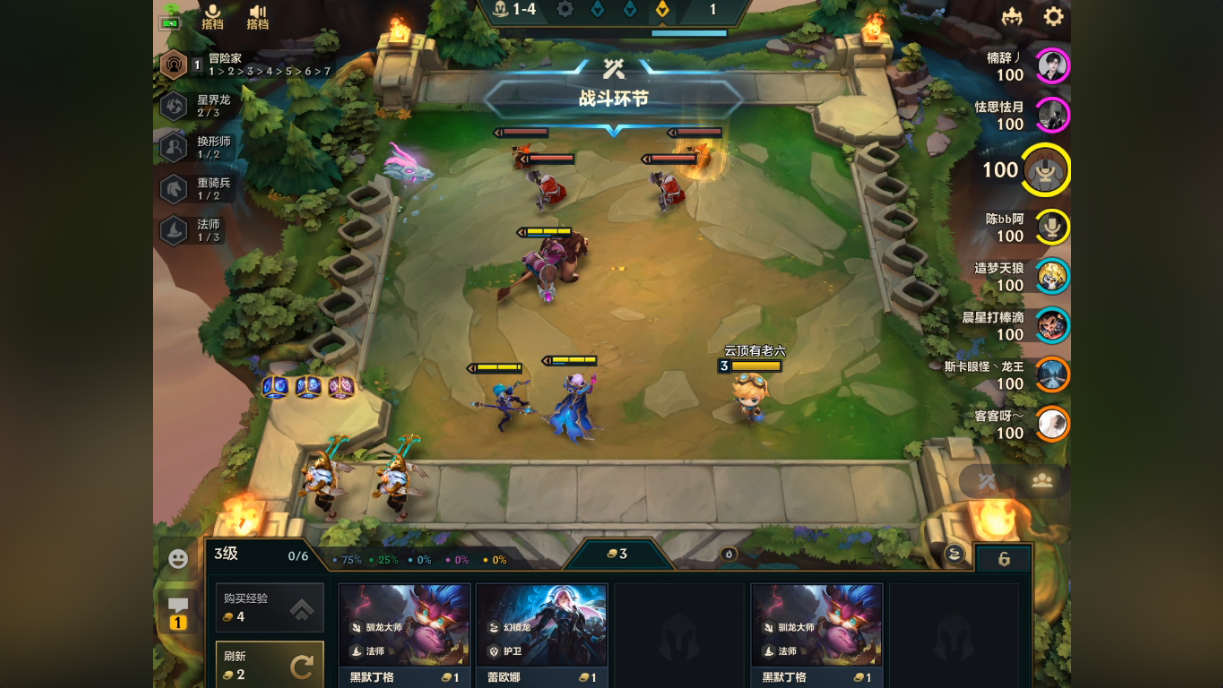 搭档
搭档
1-4
1
1
冒险家
1 > 2 > 3 > 4 > 5 > 6 > 7
星界龙
2 / 3
换形师
1 / 2
重骑兵
1 / 2
法师
1 / 3
战斗环节
楠辞丿
100
怯思怯月
100
100
陈bb阿
100
造梦天狼
100
晨星打棒滴
100
斯卡眼怪丶龙王
100
客客呀～
100
云顶有老六
3
3级
0/6
75%
25%
0%
0%
0%
3
购买经验
4
刷新
2
1
驯龙大师
法师
黑默丁格
1
幻镜龙
护卫
蕾欧娜
1
驯龙大师
法师
黑默丁格
1